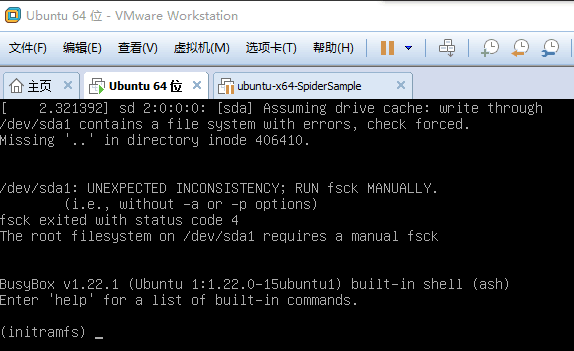 Ubuntu 64 位 - VMware Workstation
文件(F) 编辑(E) 查看(V) 虚拟机(M) 选项卡(T) 帮助(H)
主页 Ubuntu 64 位 ubuntu-x64-SpiderSample
[    2.321392] sd 2:0:0:0: [sda] Assuming drive cache: write through
/dev/sda1 contains a file system with errors, check forced.
Missing '..' in directory inode 406410.
/dev/sda1: UNEXPECTED INCONSISTENCY; RUN fsck MANUALLY.
(i.e., without -a or -p options)
fsck exited with status code 4
The root filesystem on /dev/sda1 requires a manual fsck
BusyBox v1.22.1 (Ubuntu 1:1.22.0-15ubuntu1) built-in shell (ash)
Enter 'help' for a list of built-in commands.
(initramfs) _